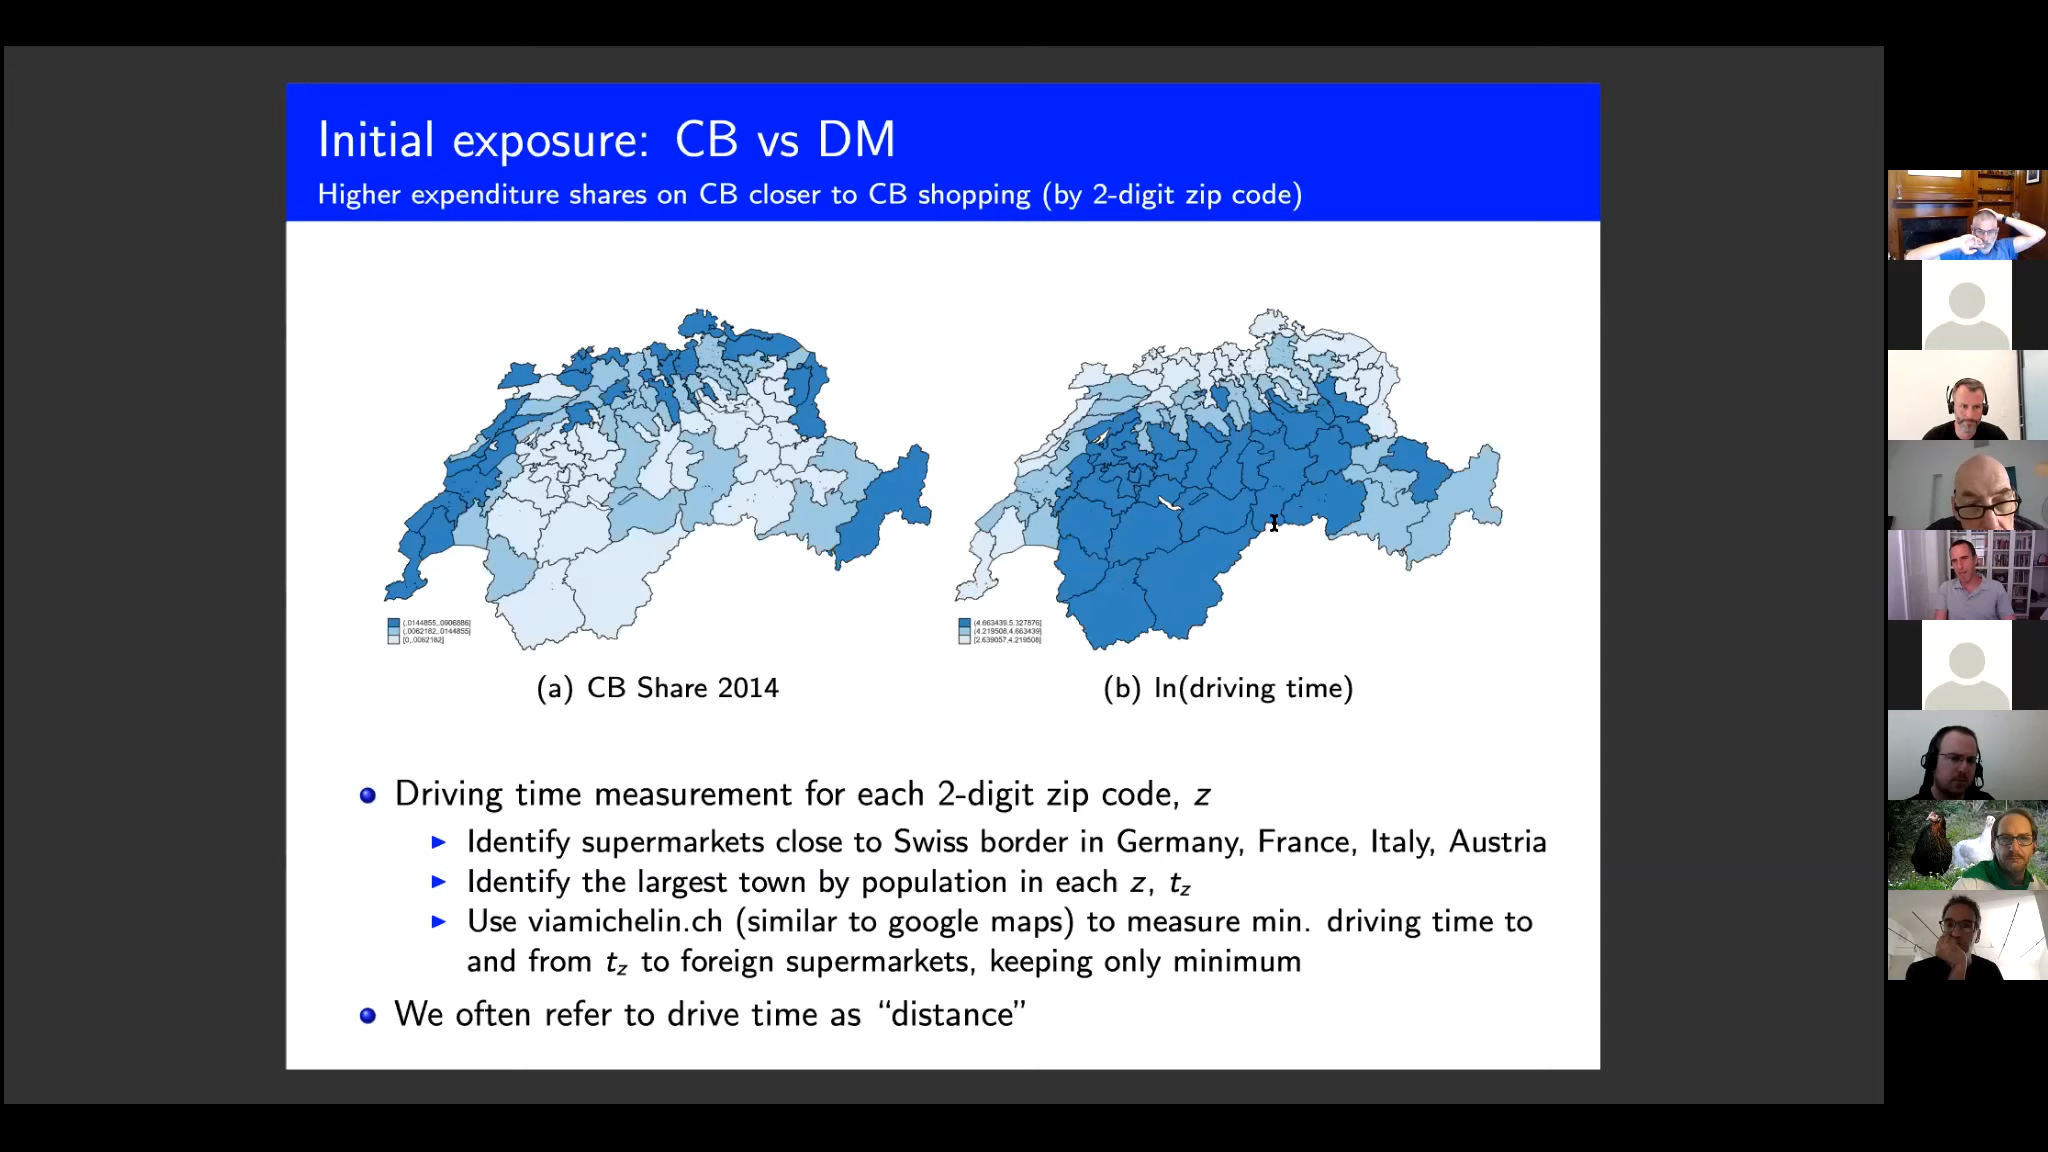 Initial exposure: CB vs DM
Higher expenditure shares on CB closer to CB shopping (by 2-digit zip code)
(.0144855,.0906886]
(.0062182,.0144855]
[0,.0062182]
(4.663439,5.327876]
(4.219508,4.663439]
[2.639057,4.219508]
(a) CB Share 2014
(b) ln(driving time)
Driving time measurement for each 2-digit zip code, z
Identify supermarkets close to Swiss border in Germany, France, Italy, Austria
Identify the largest town by population in each z, tz
Use viamichelin.ch (similar to google maps) to measure min. driving time to
and from tz to foreign supermarkets, keeping only minimum
We often refer to drive time as “distance”